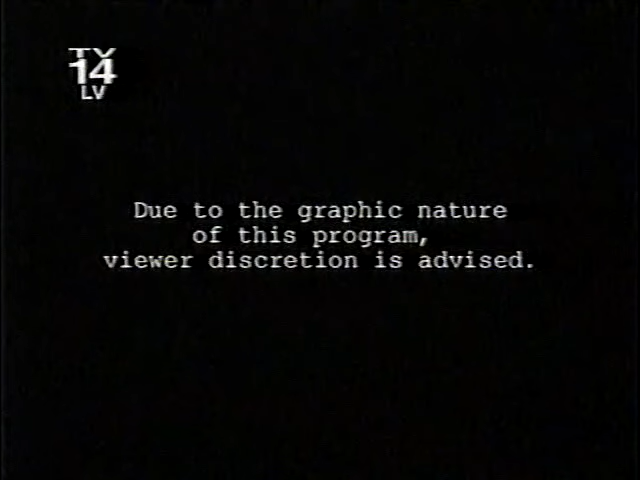 TV
14
LV
Due to the graphic nature
of this program,
viewer discretion is advised.